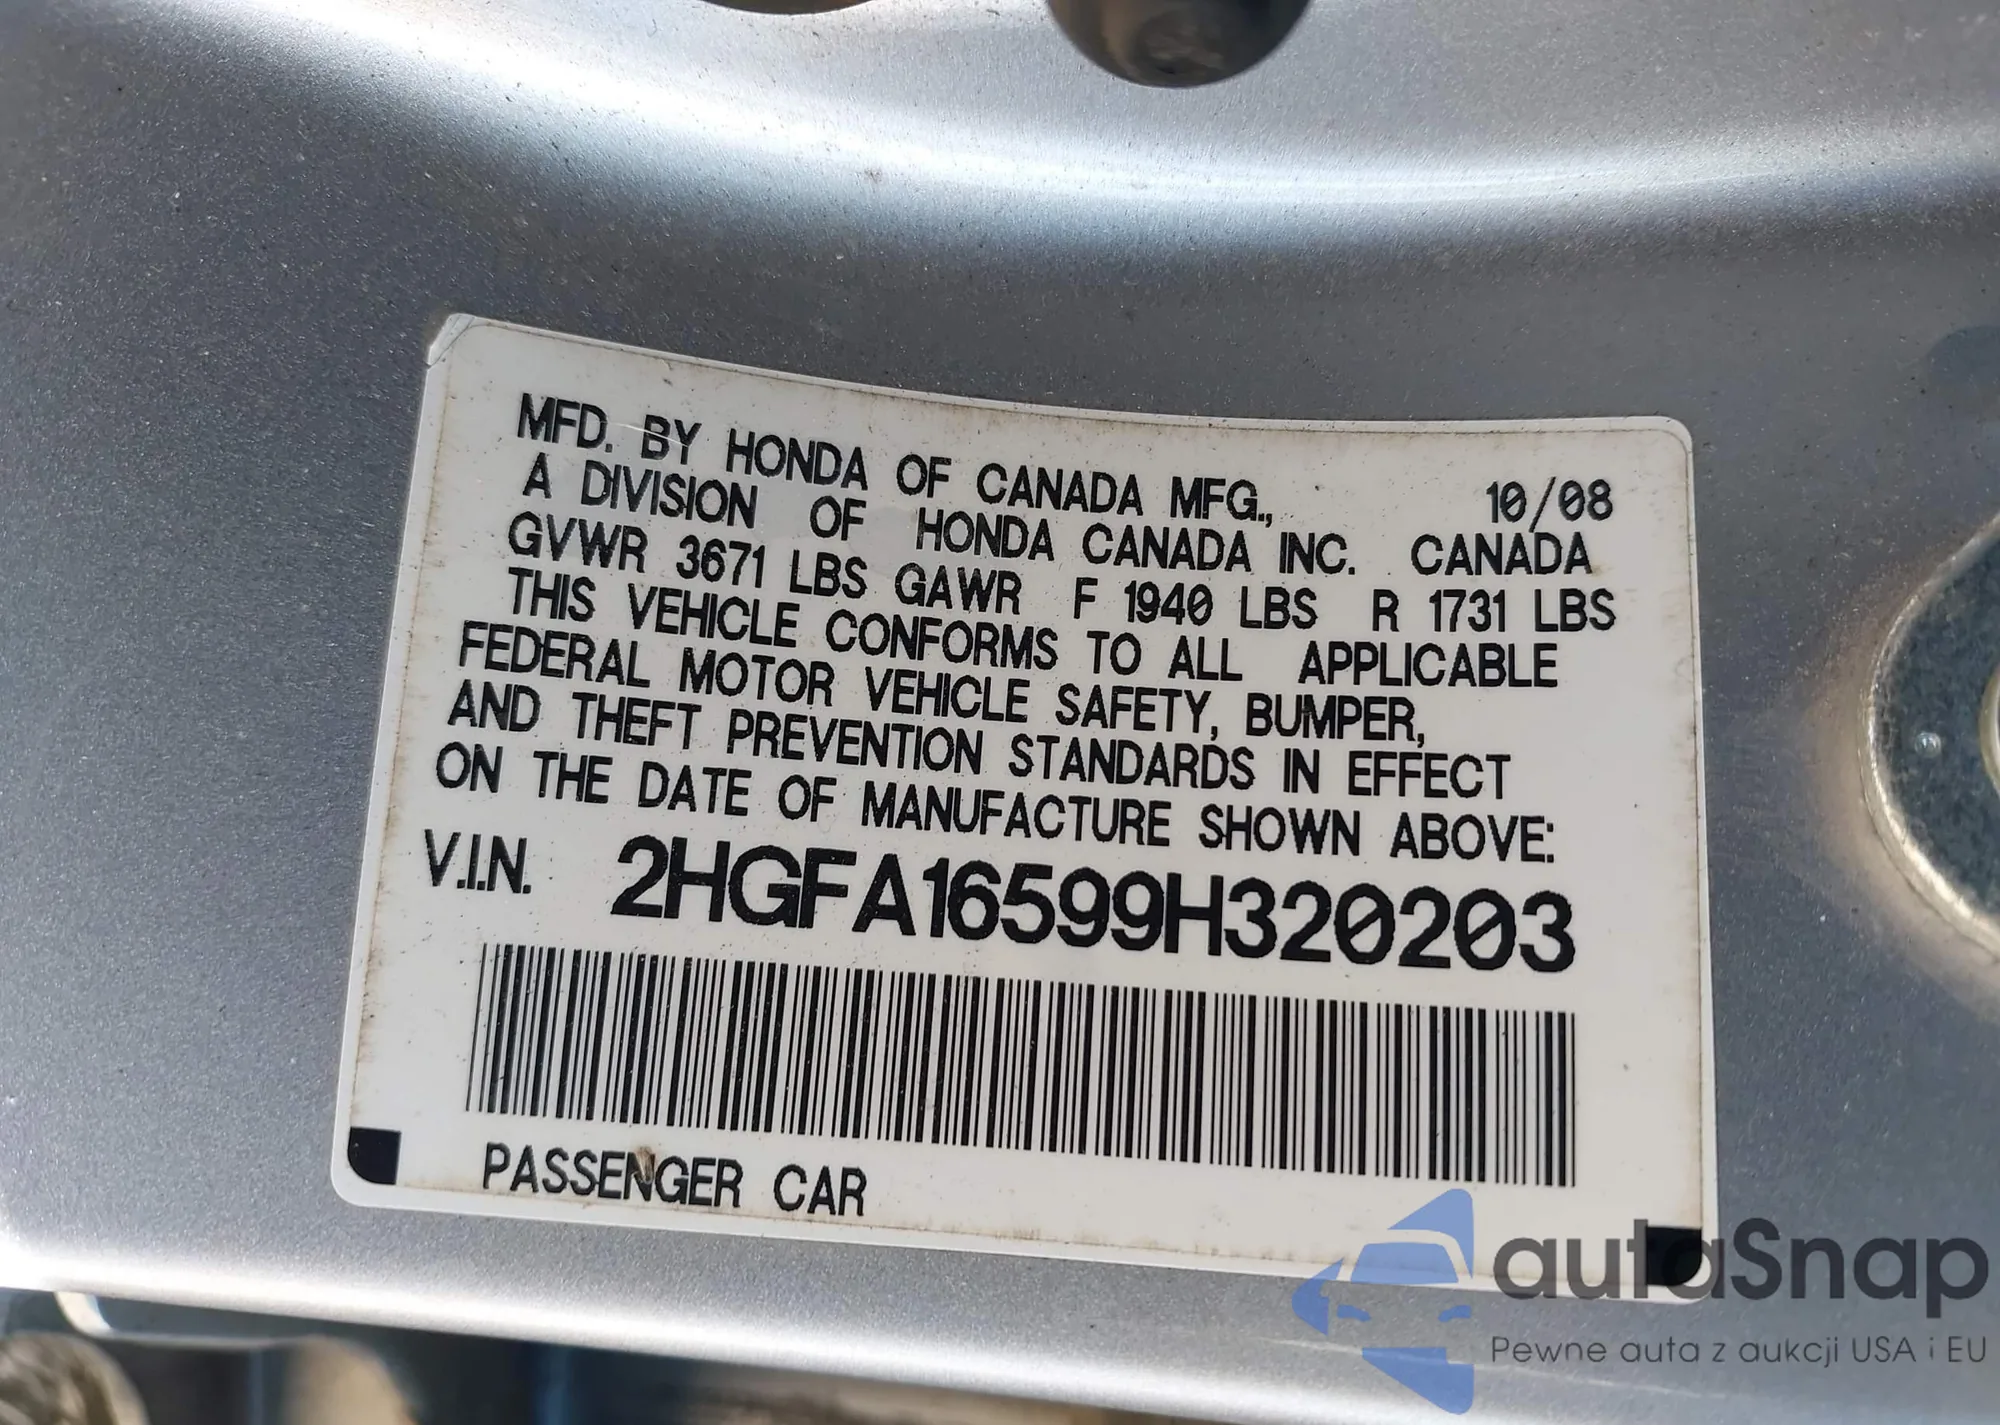 MFD. BY HONDA OF CANADA MFG., 10/08
A DIVISION OF HONDA CANADA INC. CANADA
GVWR 3671 LBS GAWR F 1940 LBS R 1731 LBS
THIS VEHICLE CONFORMS TO ALL APPLICABLE
FEDERAL MOTOR VEHICLE SAFETY, BUMPER,
AND THEFT PREVENTION STANDARDS IN EFFECT
ON THE DATE OF MANUFACTURE SHOWN ABOVE:
V.I.N. 2HGFA16599H320203
PASSENGER CAR
autaSnap
Pewne auta z aukcji USA i EU